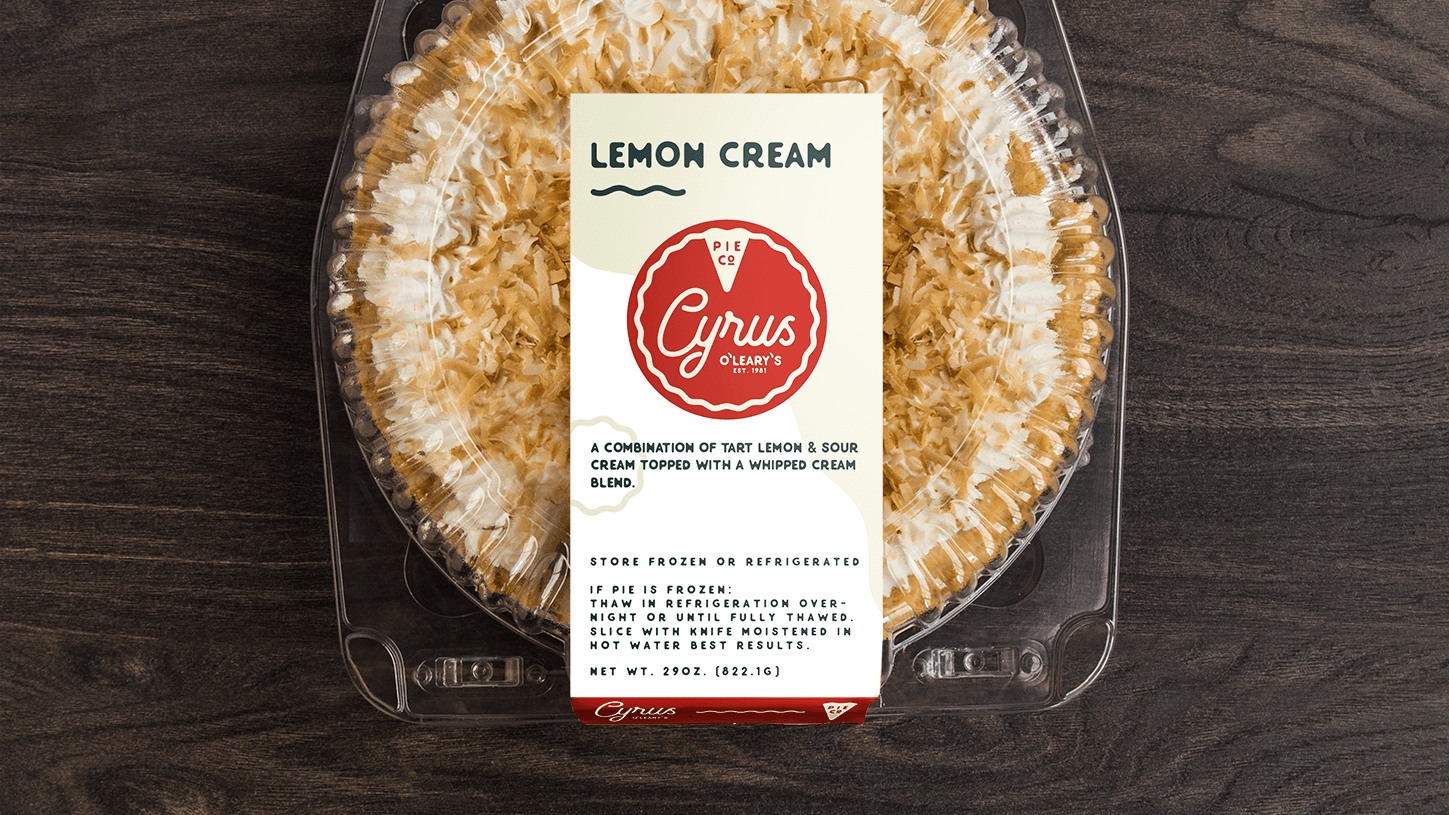 LEMON CREAM
PIE
CO
Cyrus
O'LEARY'S
EST. 1981
A COMBINATION OF TART LEMON & SOUR
CREAM TOPPED WITH A WHIPPED CREAM
BLEND.
STORE FROZEN OR REFRIGERATED
IF PIE IS FROZEN:
THAW IN REFRIGERATION OVER-
NIGHT OR UNTIL FULLY THAWED.
SLICE WITH KNIFE MOISTENED IN
HOT WATER BEST RESULTS.
NET WT. 29OZ. (822.1G)
Cyrus
O'LEARY'S
PIE
CO